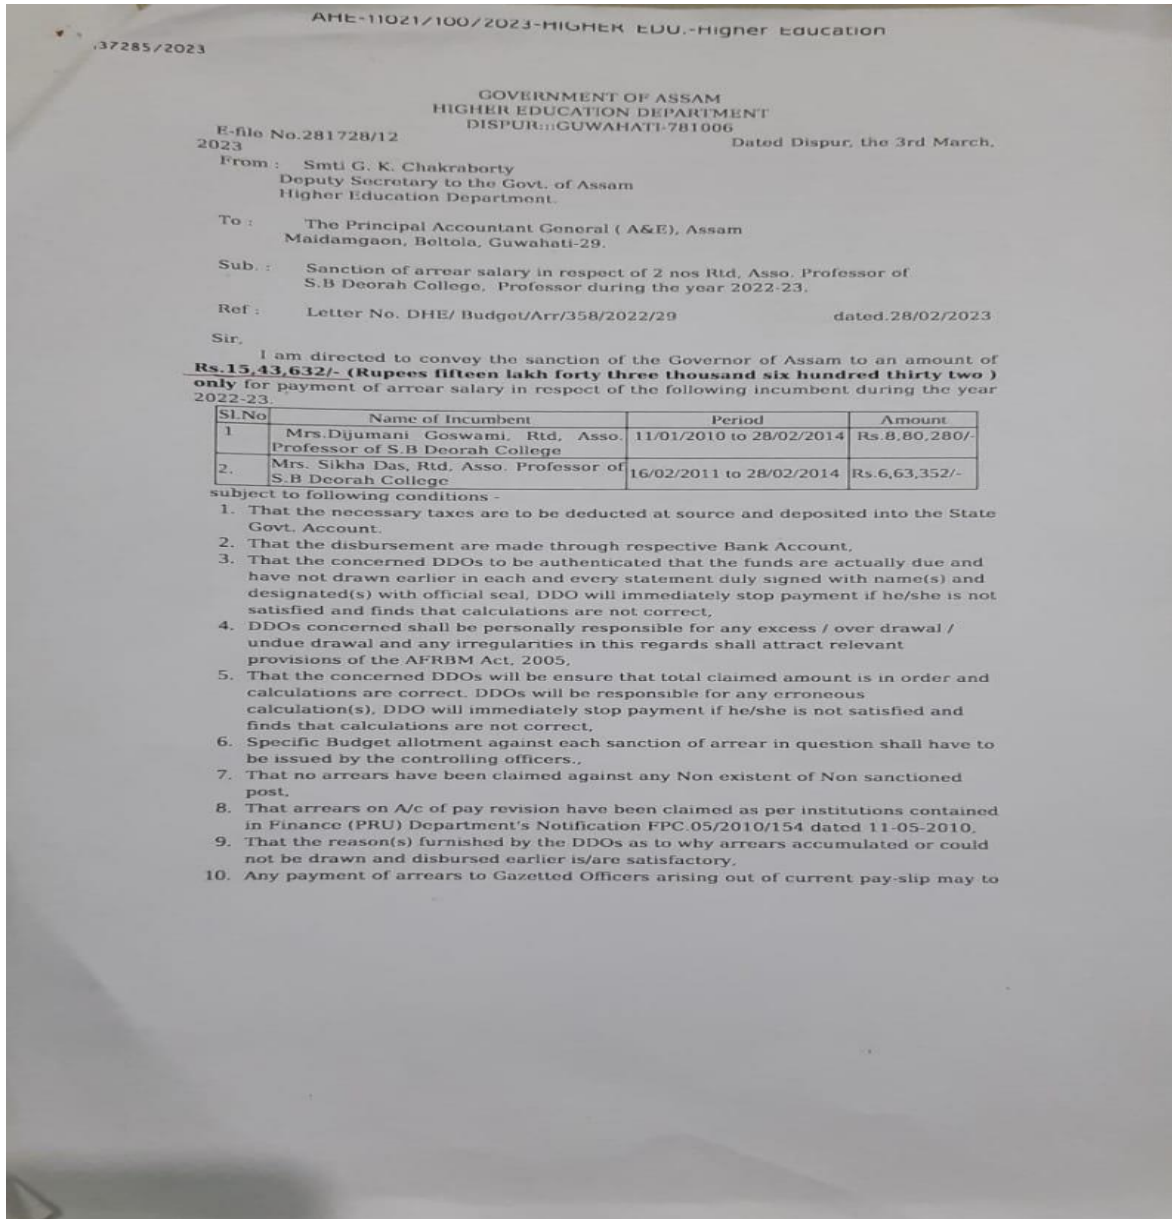 AHE-11021/100/2023-HIGHER EDU.-Higher Education
.37285/2023
GOVERNMENT OF ASSAM
HIGHER EDUCATION DEPARTMENT
DISPUR:::GUWAHATI-781006
E-file No.281728/12 Dated Dispur, the 3rd March,
2023
From : Smti G. K. Chakraborty
Deputy Secretary to the Govt. of Assam
Higher Education Department.
To : The Principal Accountant General ( A&E), Assam
Maidamgaon, Beltola, Guwahati-29.
Sub. : Sanction of arrear salary in respect of 2 nos Rtd, Asso. Professor of
S.B Deorah College, Professor during the year 2022-23.
Ref : Letter No. DHE/ Budget/Arr/358/2022/29 dated.28/02/2023
Sir,
I am directed to convey the sanction of the Governor of Assam to an amount of
Rs.15,43,632/- (Rupees fifteen lakh forty three thousand six hundred thirty two )
only for payment of arrear salary in respect of the following incumbent during the year
2022-23.
Sl.No Name of Incumbent Period Amount
1 Mrs.Dijumani Goswami, Rtd, Asso. 11/01/2010 to 28/02/2014 Rs.8,80,280/-
Professor of S.B Deorah College
2. Mrs. Sikha Das, Rtd, Asso. Professor of 16/02/2011 to 28/02/2014 Rs.6,63,352/-
S.B Deorah College
subject to following conditions -
1. That the necessary taxes are to be deducted at source and deposited into the State
Govt. Account.
2. That the disbursement are made through respective Bank Account,
3. That the concerned DDOs to be authenticated that the funds are actually due and
have not drawn earlier in each and every statement duly signed with name(s) and
designated(s) with official seal, DDO will immediately stop payment if he/she is not
satisfied and finds that calculations are not correct,
4. DDOs concerned shall be personally responsible for any excess / over drawal /
undue drawal and any irregularities in this regards shall attract relevant
provisions of the AFRBM Act, 2005,
5. That the concerned DDOs will be ensure that total claimed amount is in order and
calculations are correct. DDOs will be responsible for any erroneous
calculation(s), DDO will immediately stop payment if he/she is not satisfied and
finds that calculations are not correct,
6. Specific Budget allotment against each sanction of arrear in question shall have to
be issued by the controlling officers.,
7. That no arrears have been claimed against any Non existent of Non sanctioned
post,
8. That arrears on A/c of pay revision have been claimed as per institutions contained
in Finance (PRU) Department's Notification FPC.05/2010/154 dated 11-05-2010,
9. That the reason(s) furnished by the DDOs as to why arrears accumulated or could
not be drawn and disbursed earlier is/are satisfactory,
10. Any payment of arrears to Gazetted Officers arising out of current pay-slip may to